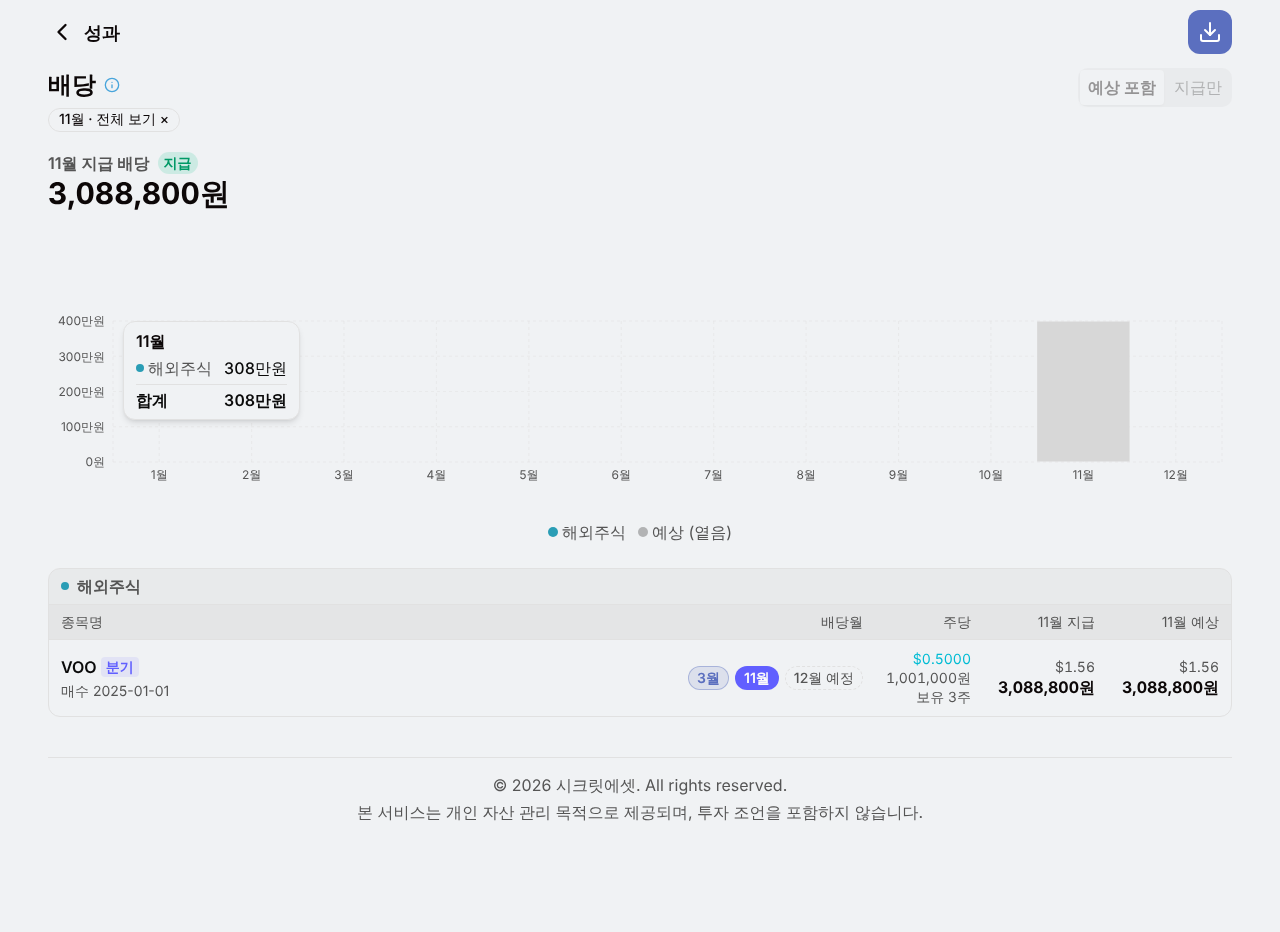 성과
배당
예상 포함 지급만
11월 · 전체 보기 ×
11월 지급 배당 지급
3,088,800원
400만원
300만원
200만원
100만원
0원
11월
해외주식 308만원
합계 308만원
1월 2월 3월 4월 5월 6월 7월 8월 9월 10월 11월 12월
해외주식 예상 (옅음)
해외주식
종목명 배당월 주당 11월 지급 11월 예상
VOO 분기
매수 2025-01-01
3월 11월 12월 예정
$0.5000
1,001,000원
보유 3주
$1.56
3,088,800원
$1.56
3,088,800원
© 2026 시크릿에셋. All rights reserved.
본 서비스는 개인 자산 관리 목적으로 제공되며, 투자 조언을 포함하지 않습니다.